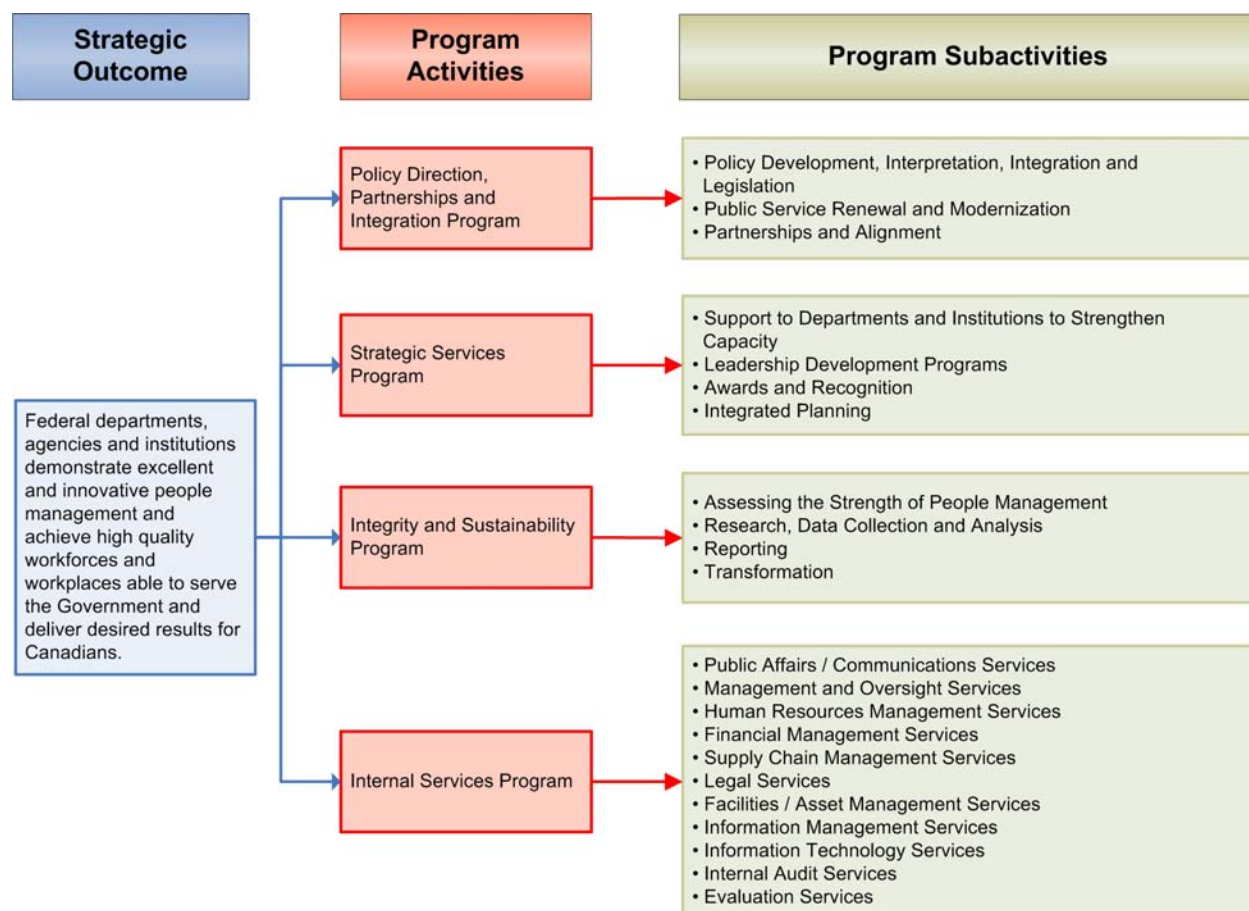 Strategic
Outcome
Program
Activities
Program Subactivities
Federal departments,
agencies and institutions
demonstrate excellent
and innovative people
management and
achieve high quality
workforces and
workplaces able to serve
the Government and
deliver desired results for
Canadians.
Policy Direction,
Partnerships and
Integration Program
• Policy Development, Interpretation, Integration and
Legislation
• Public Service Renewal and Modernization
• Partnerships and Alignment
Strategic Services
Program
• Support to Departments and Institutions to Strengthen
Capacity
• Leadership Development Programs
• Awards and Recognition
• Integrated Planning
Integrity and Sustainability
Program
• Assessing the Strength of People Management
• Research, Data Collection and Analysis
• Reporting
• Transformation
Internal Services Program
• Public Affairs / Communications Services
• Management and Oversight Services
• Human Resources Management Services
• Financial Management Services
• Supply Chain Management Services
• Legal Services
• Facilities / Asset Management Services
• Information Management Services
• Information Technology Services
• Internal Audit Services
• Evaluation Services